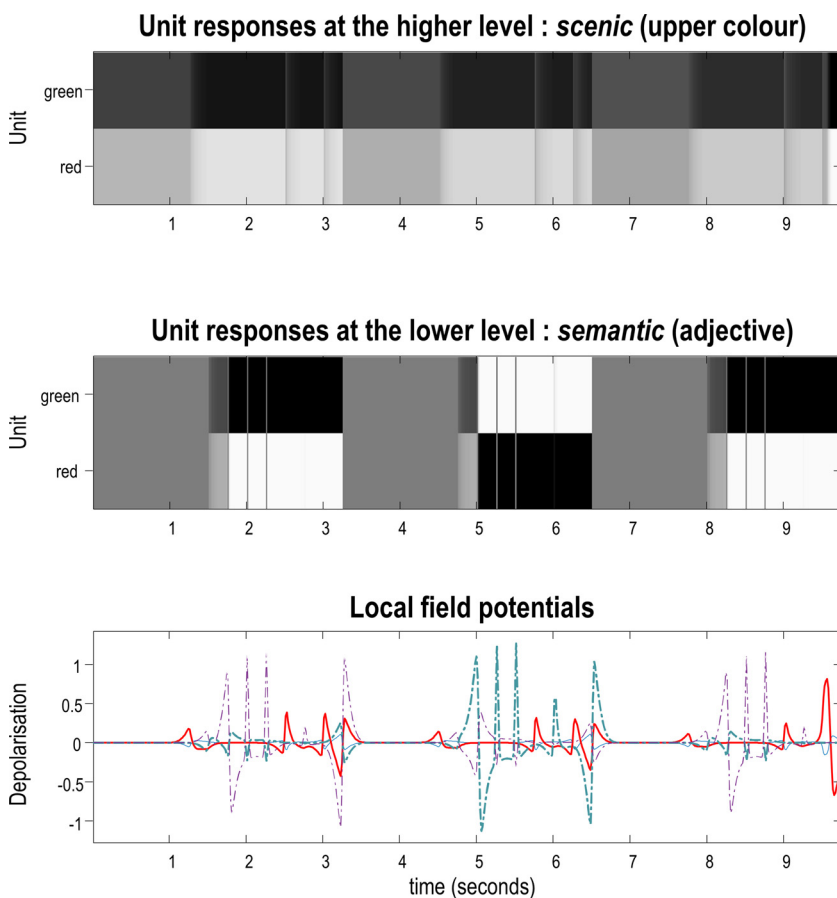 Unit responses at the higher level : scenic (upper colour)
Unit
green
red
1 2 3 4 5 6 7 8 9
Unit responses at the lower level : semantic (adjective)
Unit
green
red
1 2 3 4 5 6 7 8 9
Local field potentials
Depolarisation
1
0.5
0
-0.5
-1
1 2 3 4 5 6 7 8 9
time (seconds)